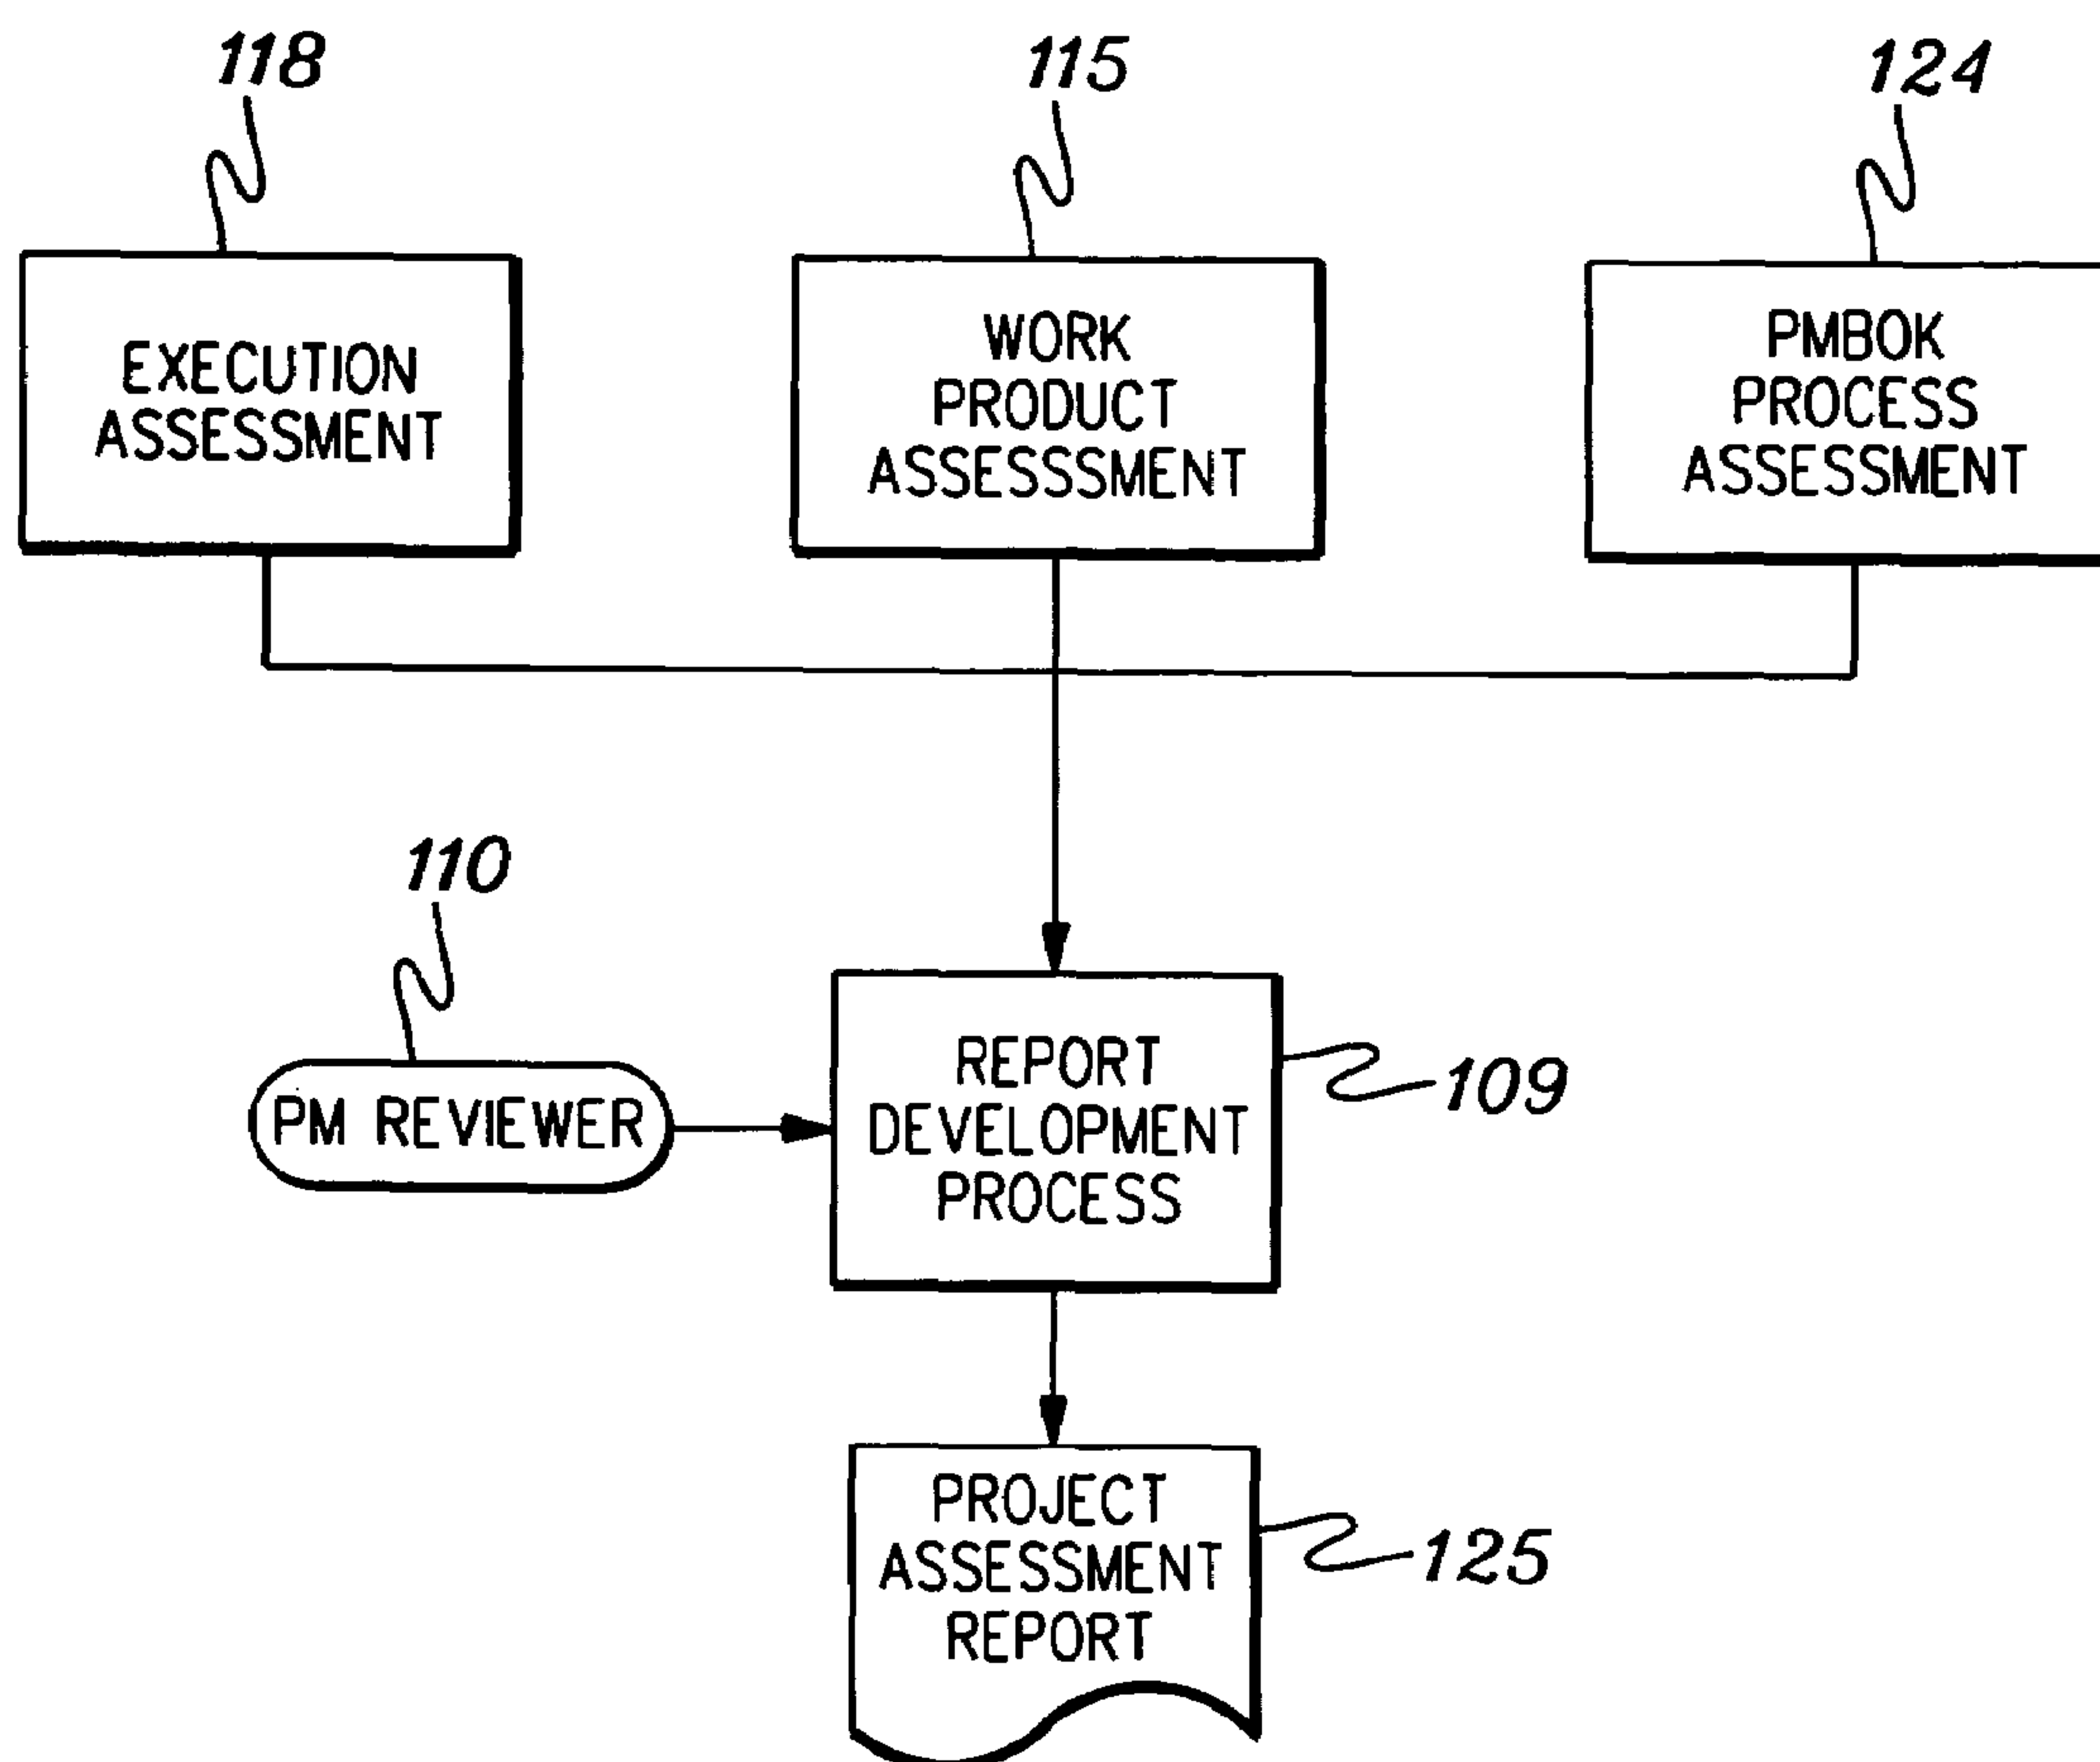 118
115
124
EXECUTION
ASSESSMENT
WORK
PRODUCT
ASSESSSMENT
PMBOK
PROCESS
ASSESSMENT
110
PM REVIEWER
REPORT
DEVELOPMENT
PROCESS
109
PROJECT
ASSESSMENT
REPORT
125